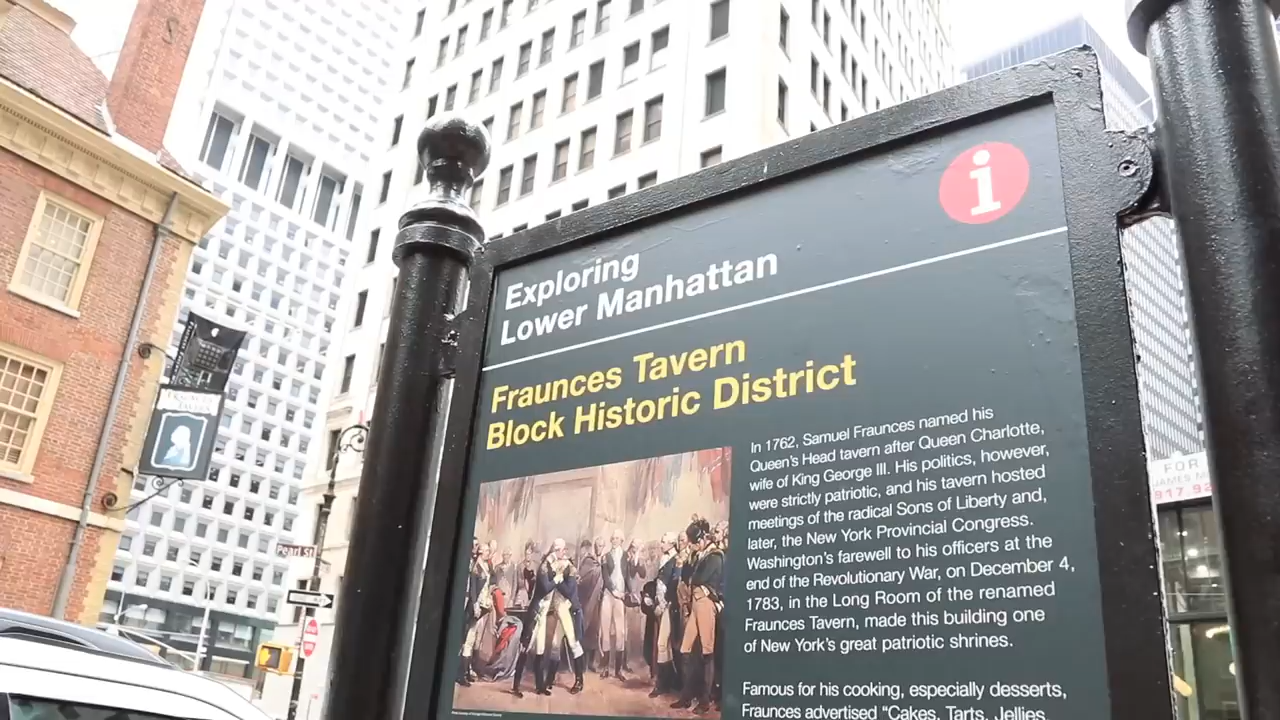 Exploring
Lower Manhattan
Fraunces Tavern
Block Historic District
In 1762, Samuel Fraunces named his
Queen's Head tavern after Queen Charlotte,
wife of King George III. His politics, however,
were strictly patriotic, and his tavern hosted
meetings of the radical Sons of Liberty and,
later, the New York Provincial Congress.
Washington's farewell to his officers at the
end of the Revolutionary War, on December 4,
1783, in the Long Room of the renamed
Fraunces Tavern, made this building one
of New York's great patriotic shrines.
Famous for his cooking, especially desserts,
Fraunces advertised "Cakes, Tarts, Jellies
i
FRAUNCES
TAVERN
Pearl St
FOR
JAMES
917.92